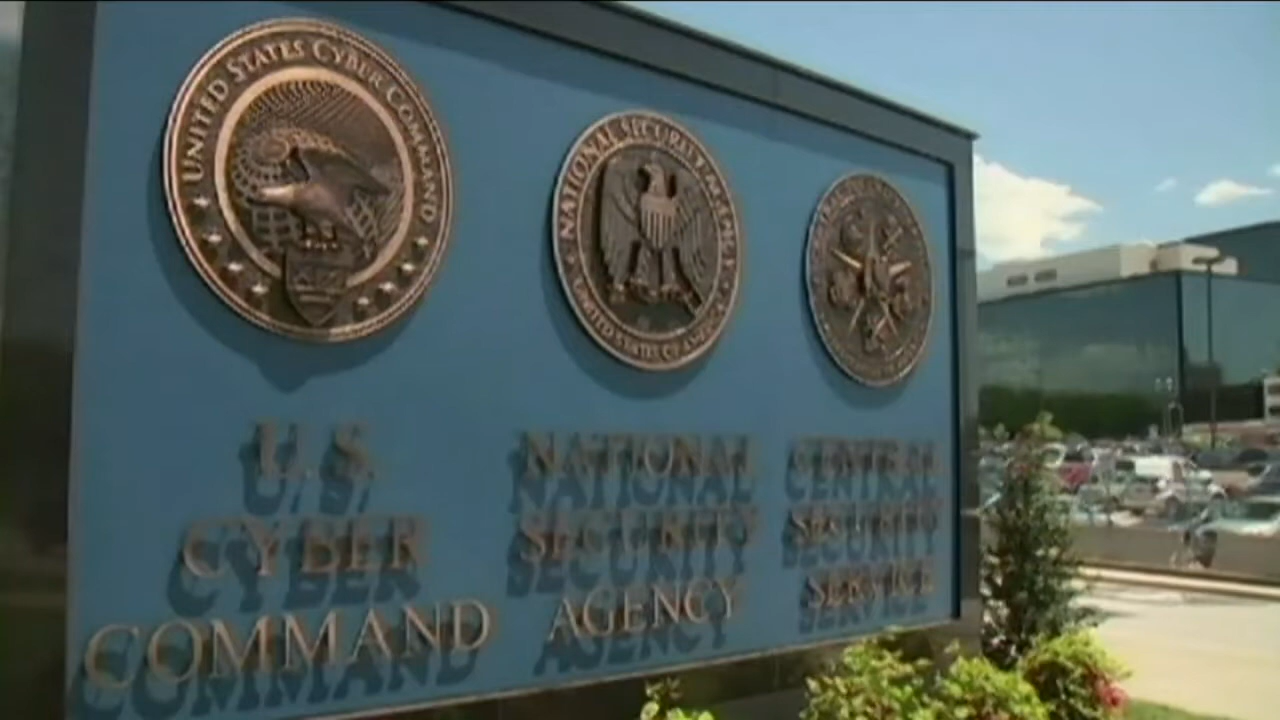 UNITED STATES CYBER COMMAND
NATIONAL SECURITY AGENCY
UNITED STATES OF AMERICA
U.S.
CYBER
COMMAND
NATIONAL
SECURITY
AGENCY
CENTRAL
SECURITY
SERVICE